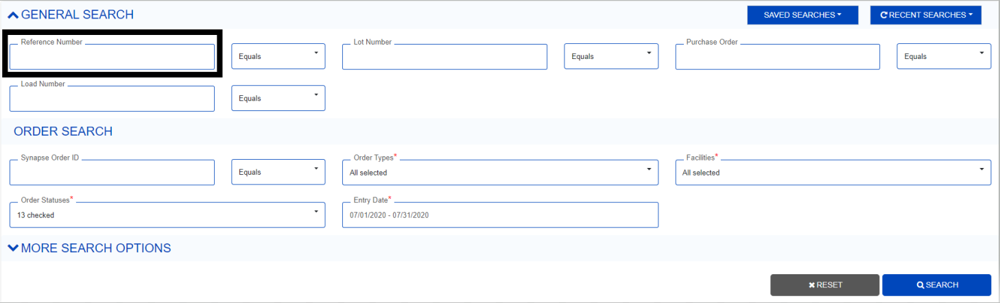 GENERAL SEARCH SAVED SEARCHES RECENT SEARCHES
Reference Number Lot Number Purchase Order
Equals Equals Equals
Load Number
Equals
ORDER SEARCH
Synapse Order ID Order Types* Facilities*
Equals All selected All selected
Order Statuses* Entry Date*
13 checked 07/01/2020 - 07/31/2020
MORE SEARCH OPTIONS
RESET SEARCH